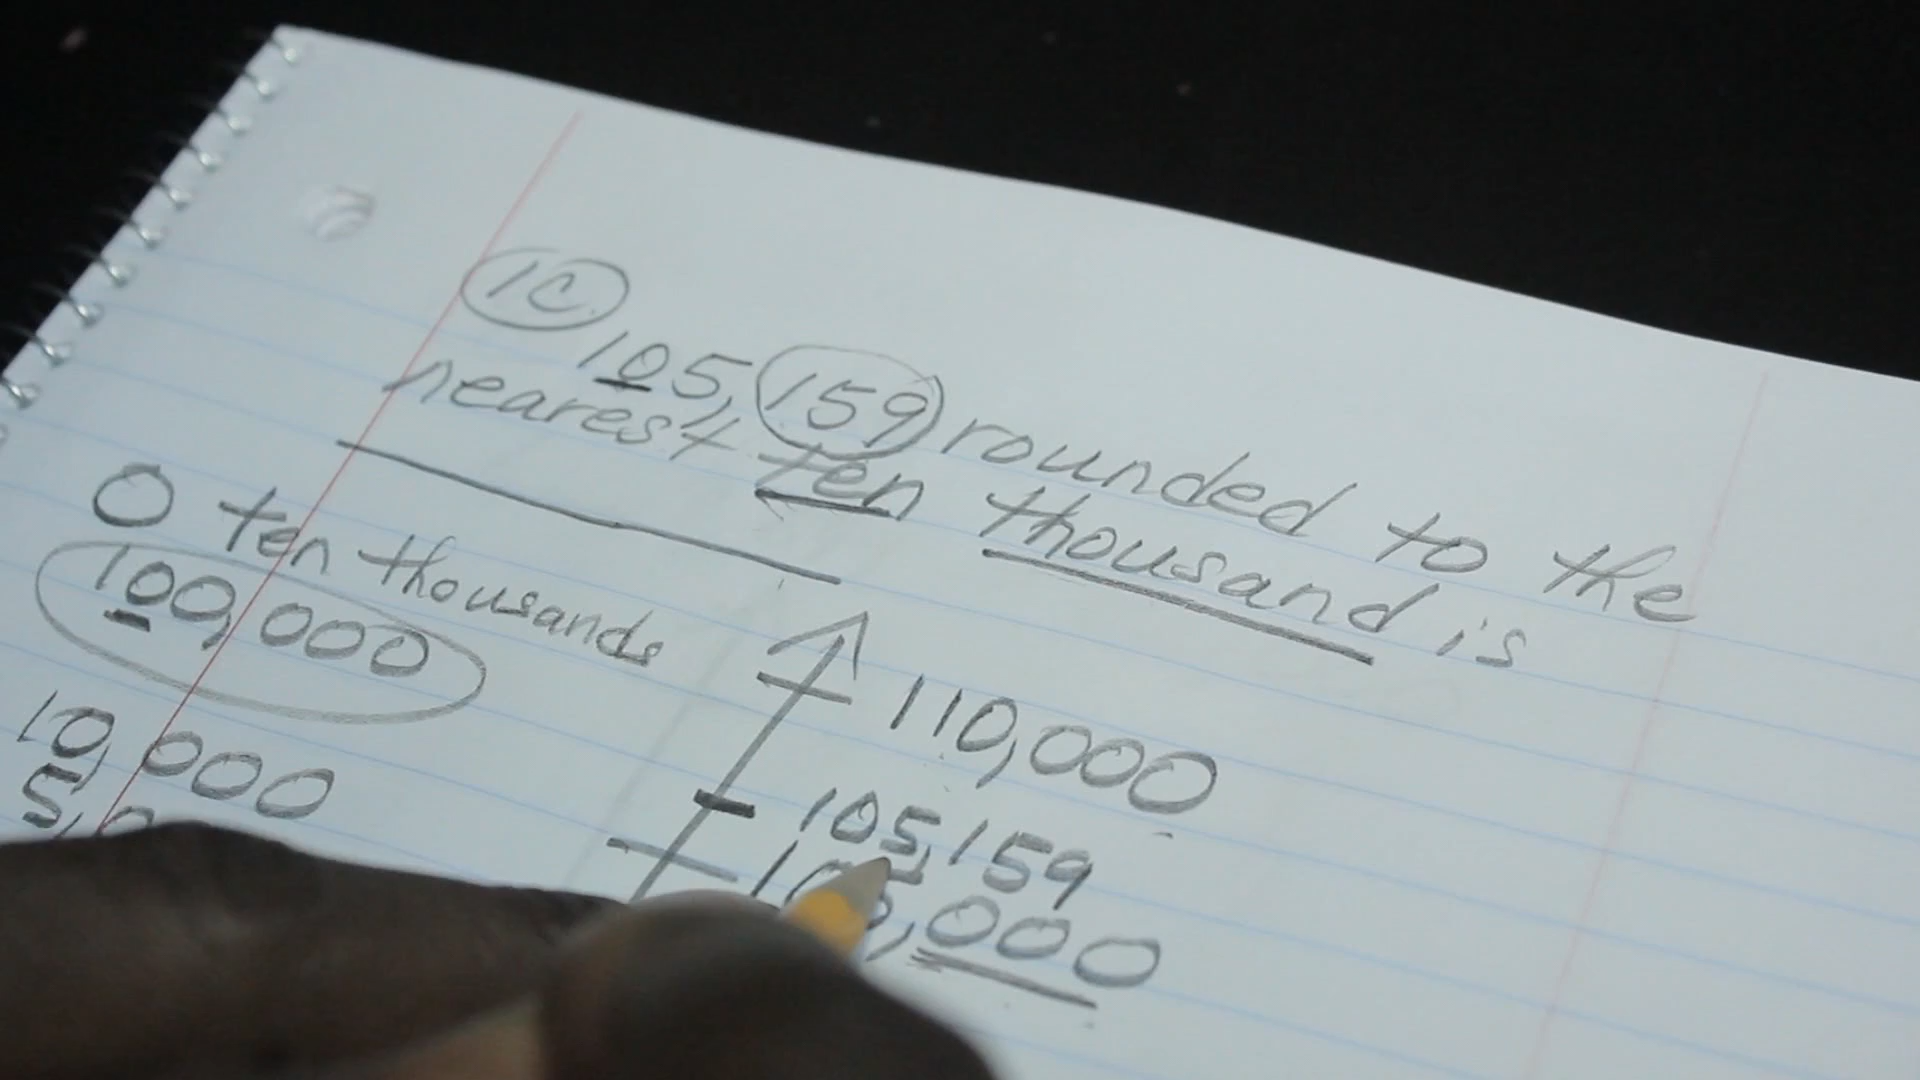 1C
105,159 rounded to the
nearest ten thousand is
0 ten thousands
100,000
10,000
110,000
105,159